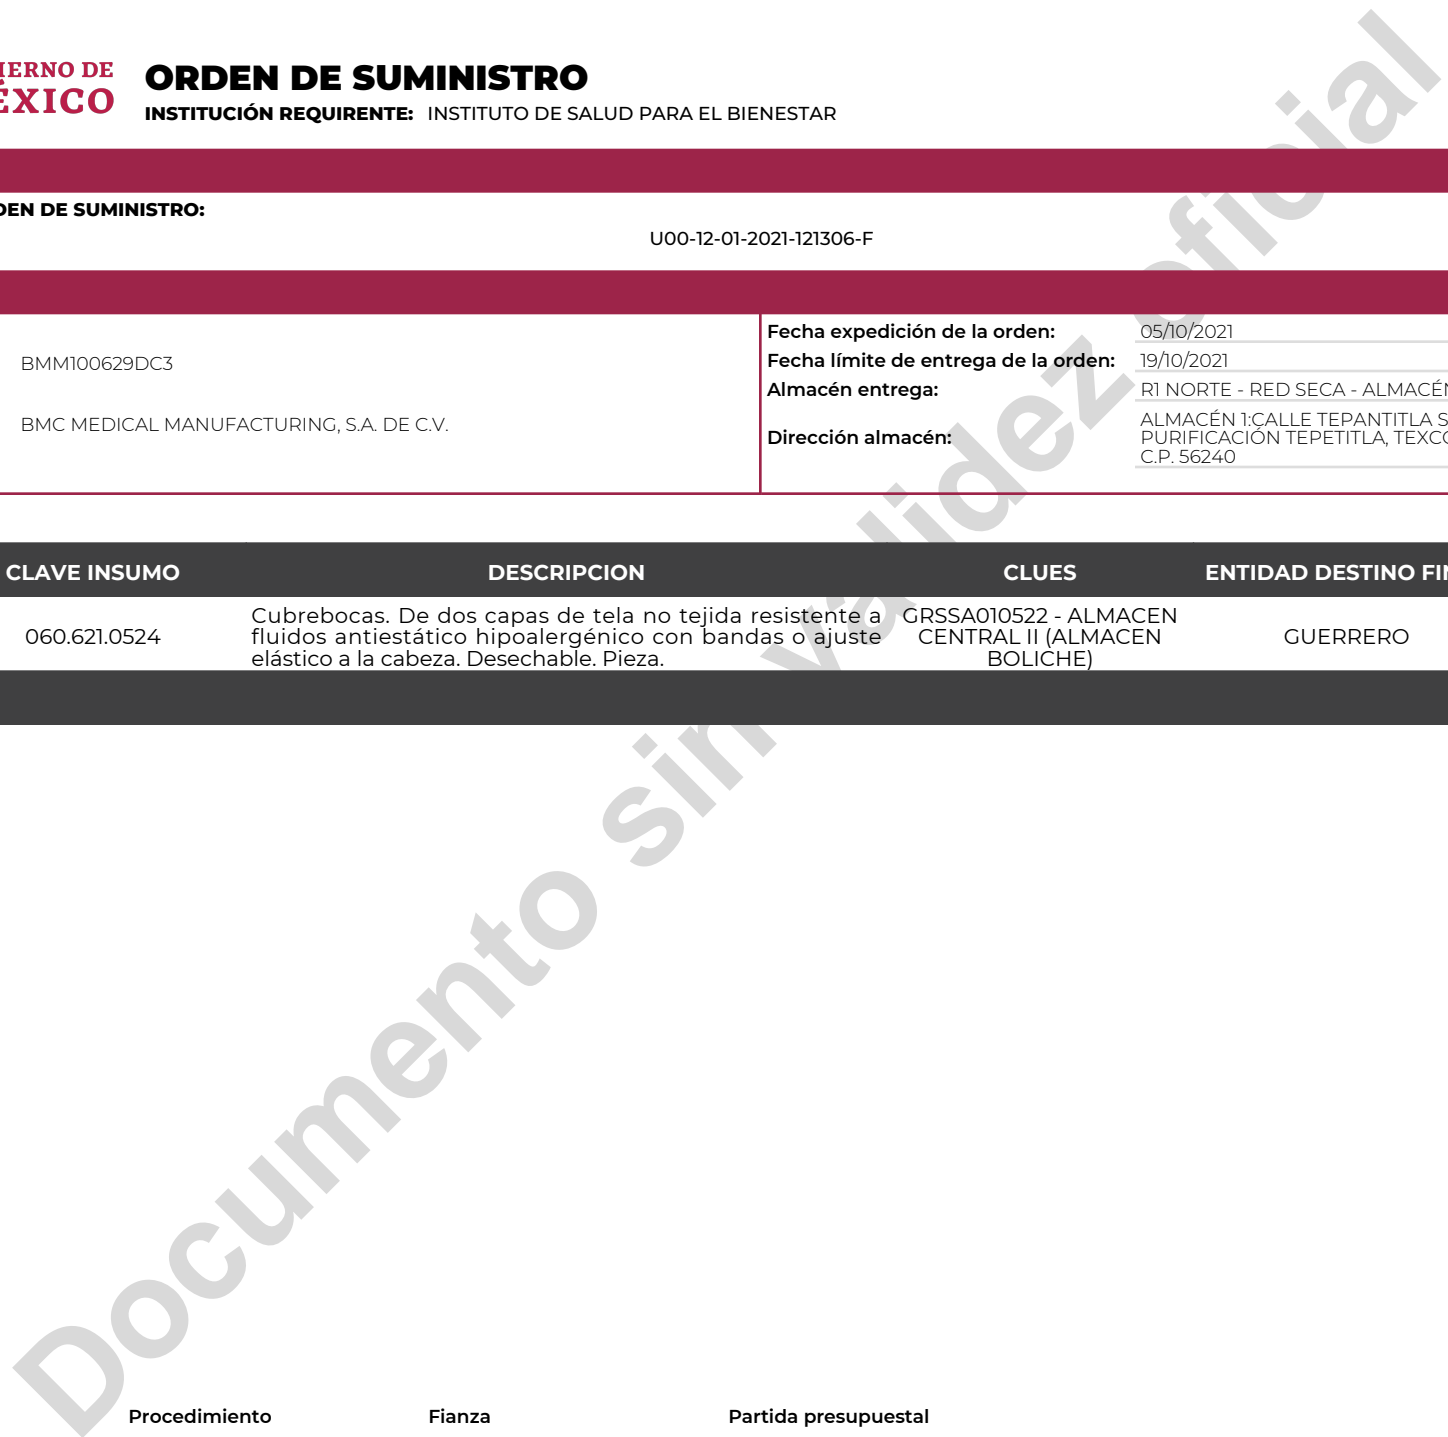 IERNO DE
ÉXICO
ORDEN DE SUMINISTRO
INSTITUCIÓN REQUIRENTE: INSTITUTO DE SALUD PARA EL BIENESTAR
DEN DE SUMINISTRO:
U00-12-01-2021-121306-F
BMM100629DC3
BMC MEDICAL MANUFACTURING, S.A. DE C.V.
Fecha expedición de la orden: 05/10/2021
Fecha límite de entrega de la orden: 19/10/2021
Almacén entrega: R1 NORTE - RED SECA - ALMACÉN
Dirección almacén: ALMACÉN 1:CALLE TEPANTITLA S
PURIFICACIÓN TEPETITLA, TEXCO
C.P. 56240
CLAVE INSUMO DESCRIPCION CLUES ENTIDAD DESTINO FIN
060.621.0524
Cubrebocas. De dos capas de tela no tejida resistente a
fluidos antiestático hipoalergénico con bandas o ajuste
elástico a la cabeza. Desechable. Pieza.
GRSSA010522 - ALMACEN
CENTRAL II (ALMACEN
BOLICHE)
GUERRERO
Documento sin validez oficial
Procedimiento Fianza Partida presupuestal